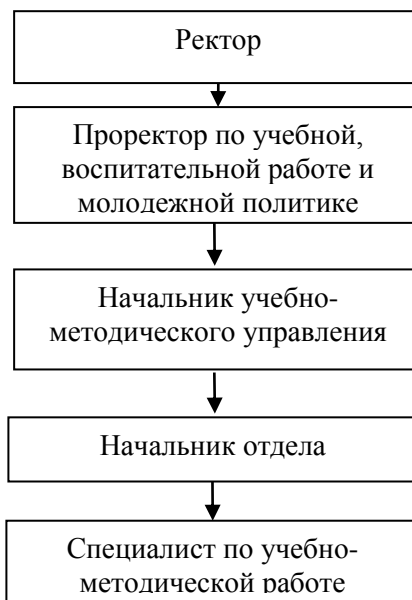 Ректор
Проректор по учебной,
воспитательной работе и
молодежной политике
Начальник учебно-
методического управления
Начальник отдела
Специалист по учебно-
методической работе